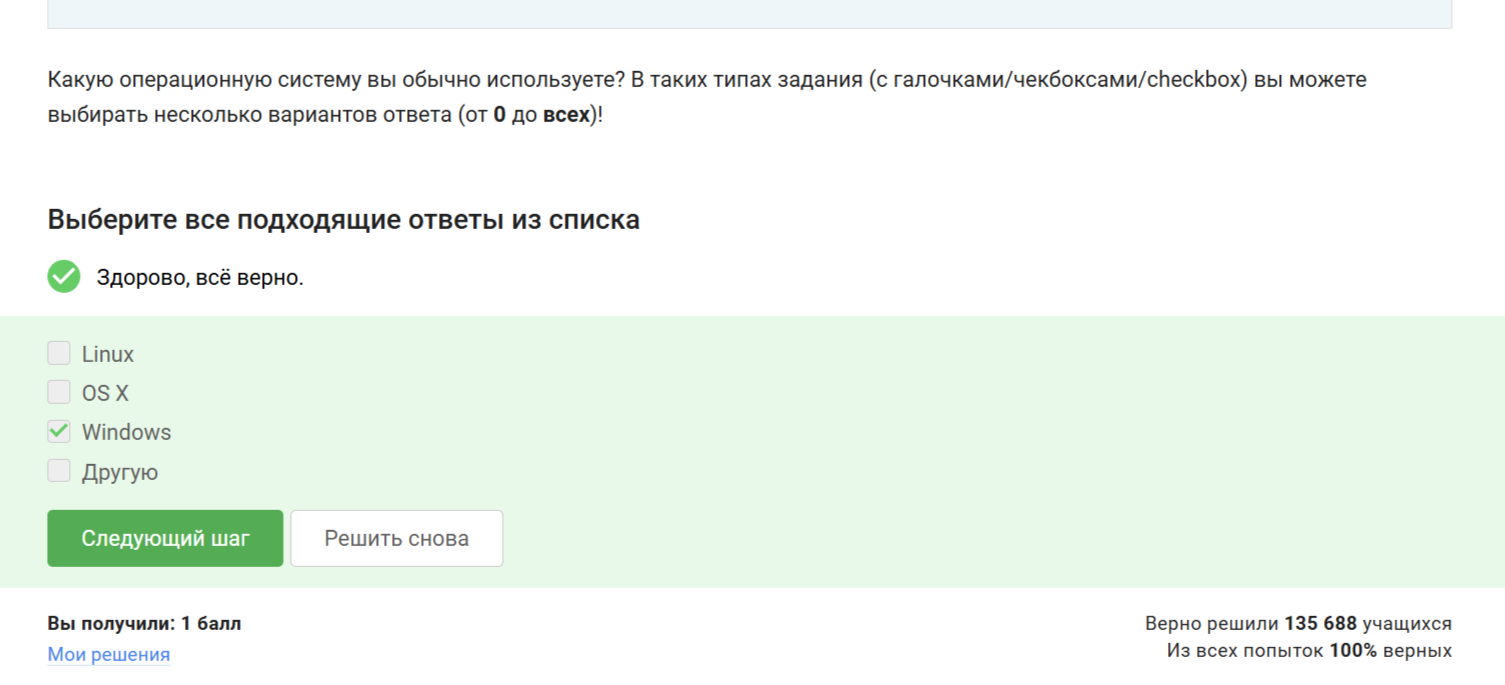 Какую операционную систему вы обычно используете? В таких типах задания (с галочками/чекбоксами/checkbox) вы можете
выбирать несколько вариантов ответа (от 0 до всех)!
Выберите все подходящие ответы из списка
Здорово, всё верно.
Linux
OS X
Windows
Другую
Следующий шаг
Решить снова
Вы получили: 1 балл
Мои решения
Верно решили 135 688 учащихся
Из всех попыток 100% верных